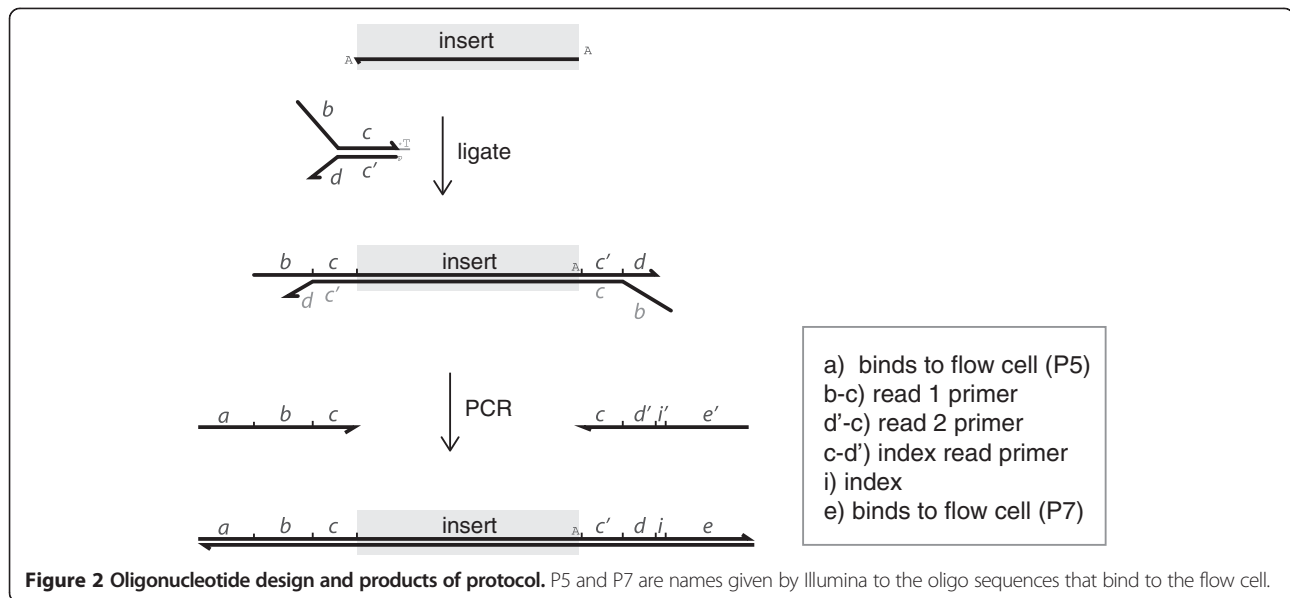 insert
A
A
b
c
·T
p
d
c'
ligate
b
c
insert
A
c'
d
d
c'
c
b
PCR
a
b
c
c
d'
i'
e'
a
b
c
insert
A
c'
d
i
e
a) binds to flow cell (P5)
b-c) read 1 primer
d'-c) read 2 primer
c-d') index read primer
i) index
e) binds to flow cell (P7)
Figure 2 Oligonucleotide design and products of protocol. P5 and P7 are names given by Illumina to the oligo sequences that bind to the flow cell.